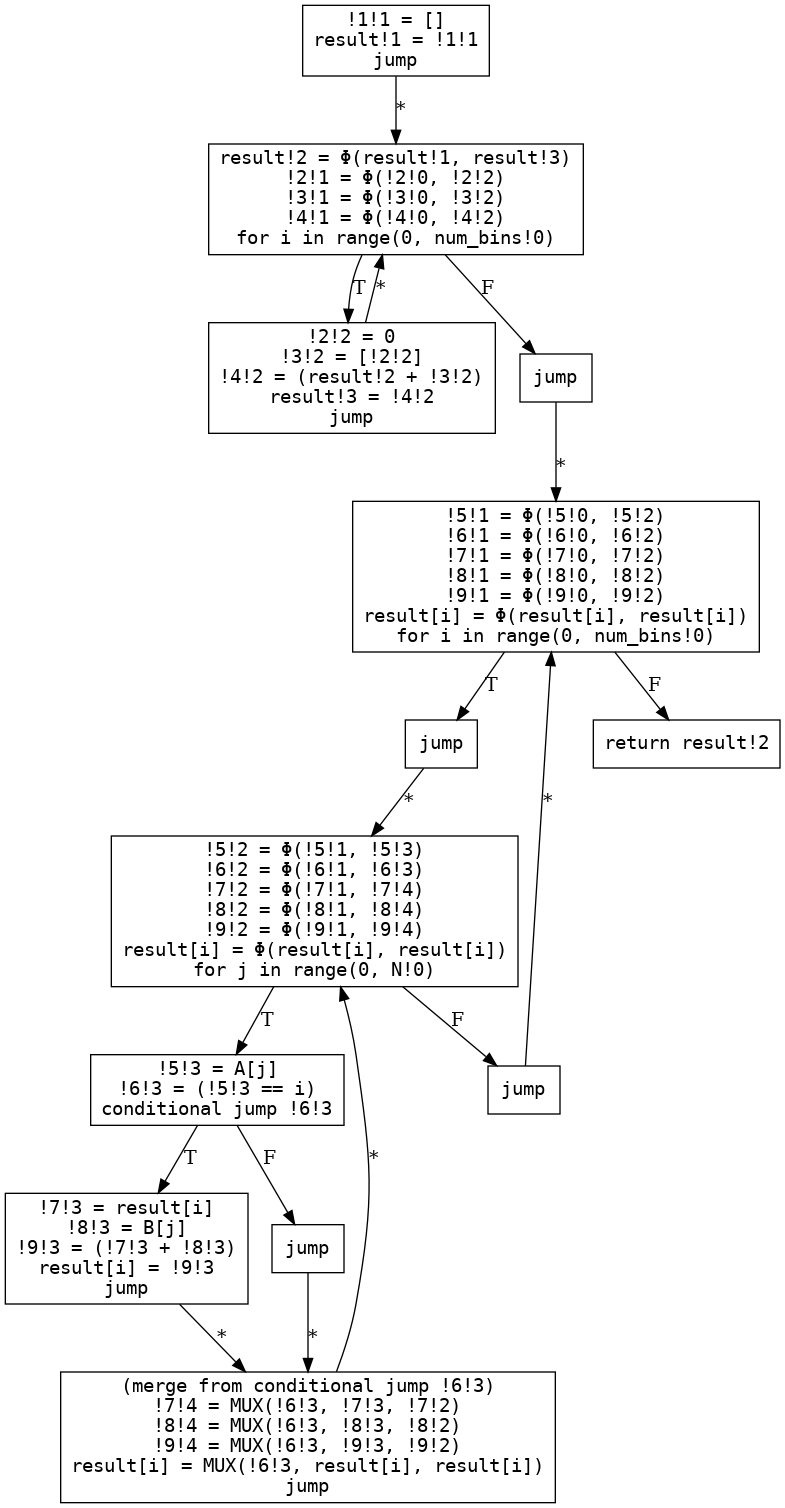 !1!1 = []
result!1 = !1!1
jump
*
result!2 = Φ(result!1, result!3)
!2!1 = Φ(!2!0, !2!2)
!3!1 = Φ(!3!0, !3!2)
!4!1 = Φ(!4!0, !4!2)
for i in range(0, num_bins!0)
T
*
F
!2!2 = 0
!3!2 = [!2!2]
!4!2 = (result!2 + !3!2)
result!3 = !4!2
jump
jump
*
!5!1 = Φ(!5!0, !5!2)
!6!1 = Φ(!6!0, !6!2)
!7!1 = Φ(!7!0, !7!2)
!8!1 = Φ(!8!0, !8!2)
!9!1 = Φ(!9!0, !9!2)
result[i] = Φ(result[i], result[i])
for i in range(0, num_bins!0)
T
F
jump
return result!2
*
*
!5!2 = Φ(!5!1, !5!3)
!6!2 = Φ(!6!1, !6!3)
!7!2 = Φ(!7!1, !7!4)
!8!2 = Φ(!8!1, !8!4)
!9!2 = Φ(!9!1, !9!4)
result[i] = Φ(result[i], result[i])
for j in range(0, N!0)
T
F
!5!3 = A[j]
!6!3 = (!5!3 == i)
conditional jump !6!3
jump
T
F
*
!7!3 = result[i]
!8!3 = B[j]
!9!3 = (!7!3 + !8!3)
result[i] = !9!3
jump
jump
*
*
(merge from conditional jump !6!3)
!7!4 = MUX(!6!3, !7!3, !7!2)
!8!4 = MUX(!6!3, !8!3, !8!2)
!9!4 = MUX(!6!3, !9!3, !9!2)
result[i] = MUX(!6!3, result[i], result[i])
jump